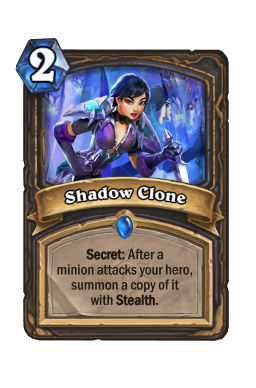 2
Shadow Clone
Secret: After a
minion attacks your hero,
summon a copy of it
with Stealth.